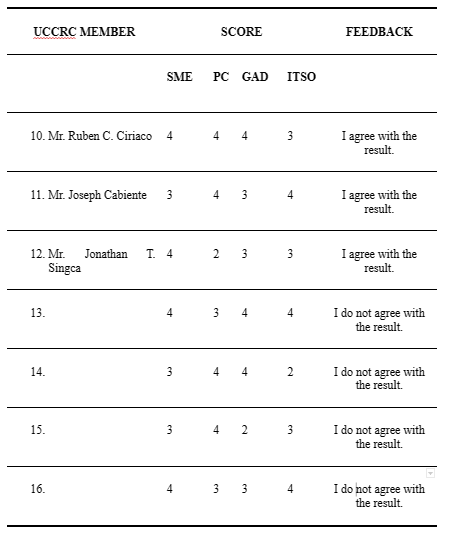 UCCRC MEMBER SCORE FEEDBACK
SME PC GAD ITSO
10. Mr. Ruben C. Ciriaco 4 4 4 3 I agree with the
result.
11. Mr. Joseph Cabiente 3 4 3 4 I agree with the
result.
12. Mr. Jonathan T. 4 2 3 3 I agree with the
Singca result.
13. 4 3 4 4 I do not agree with
the result.
14. 3 4 4 2 I do not agree with
the result.
15. 3 4 2 3 I do not agree with
the result.
16. 4 3 3 4 I do not agree with
the result.